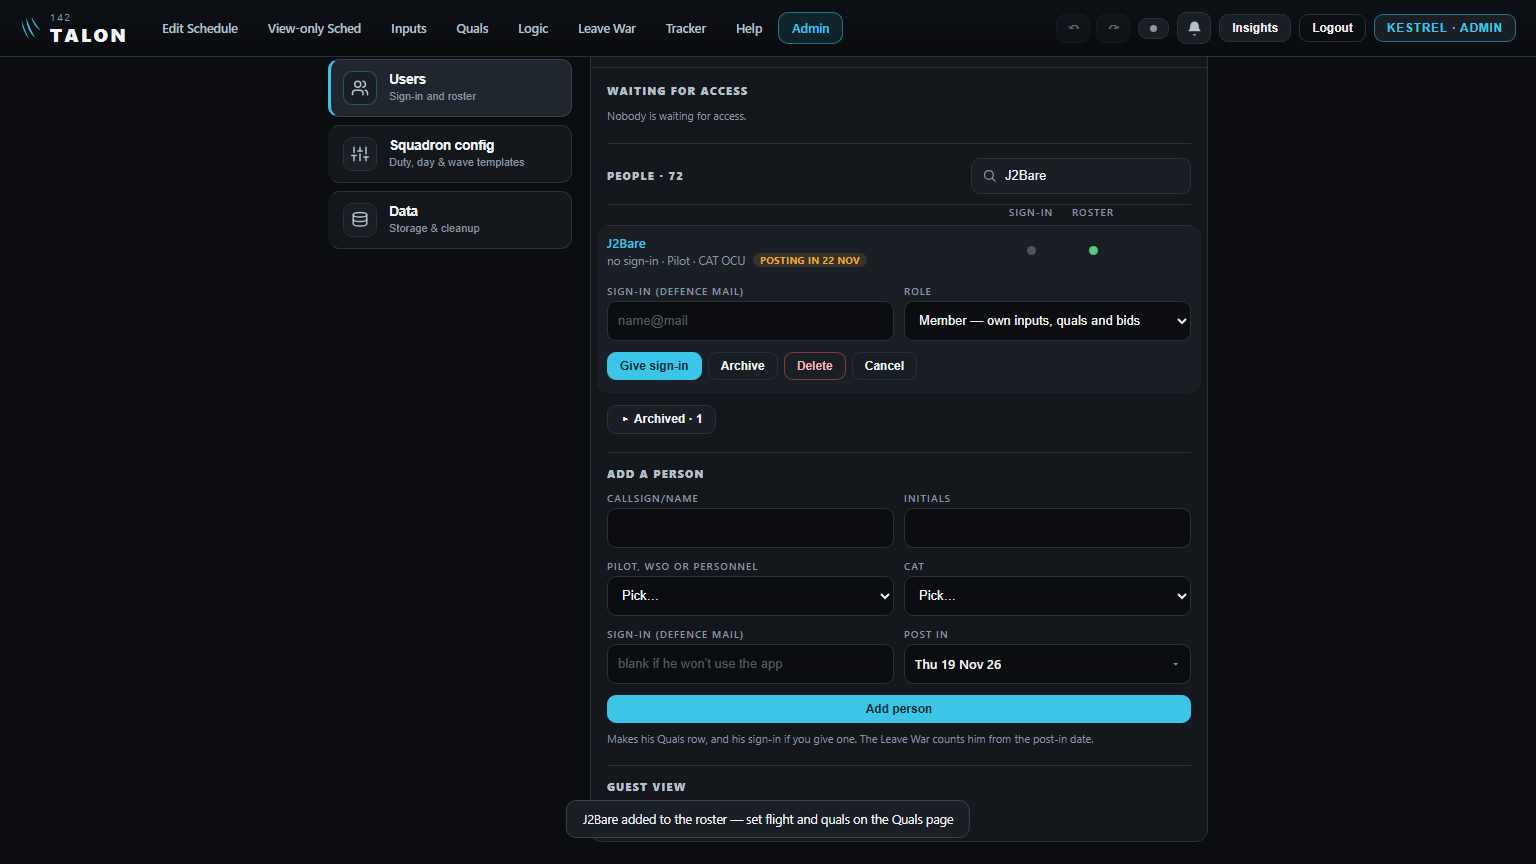 142
TALON
Edit Schedule
View-only Sched
Inputs
Quals
Logic
Leave War
Tracker
Help
Admin
Insights
Logout
KESTREL · ADMIN
Users
Sign-in and roster
Squadron config
Duty, day & wave templates
Data
Storage & cleanup
WAITING FOR ACCESS
Nobody is waiting for access.
PEOPLE · 72
J2Bare
SIGN-IN
ROSTER
J2Bare
no sign-in · Pilot · CAT OCU
POSTING IN 22 NOV
SIGN-IN (DEFENCE MAIL)
ROLE
name@mail
Member — own inputs, quals and bids
Give sign-in
Archive
Delete
Cancel
▸ Archived · 1
ADD A PERSON
CALLSIGN/NAME
INITIALS
PILOT, WSO OR PERSONNEL
CAT
Pick...
Pick...
SIGN-IN (DEFENCE MAIL)
POST IN
blank if he won't use the app
Thu 19 Nov 26
Add person
Makes his Quals row, and his sign-in if you give one. The Leave War counts him from the post-in date.
GUEST VIEW
J2Bare added to the roster — set flight and quals on the Quals page